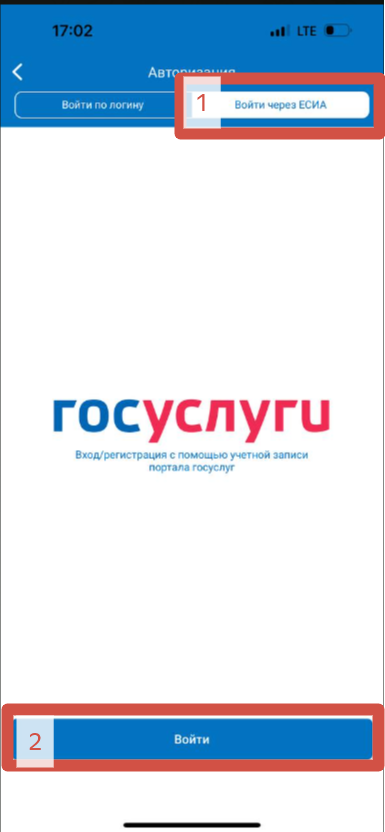 17:02 LTE
Авторизация
Войти по логину
1 Войти через ЕСИА
госуслуги
Вход/регистрация с помощью учетной записи
портала госуслуг
2 Войти